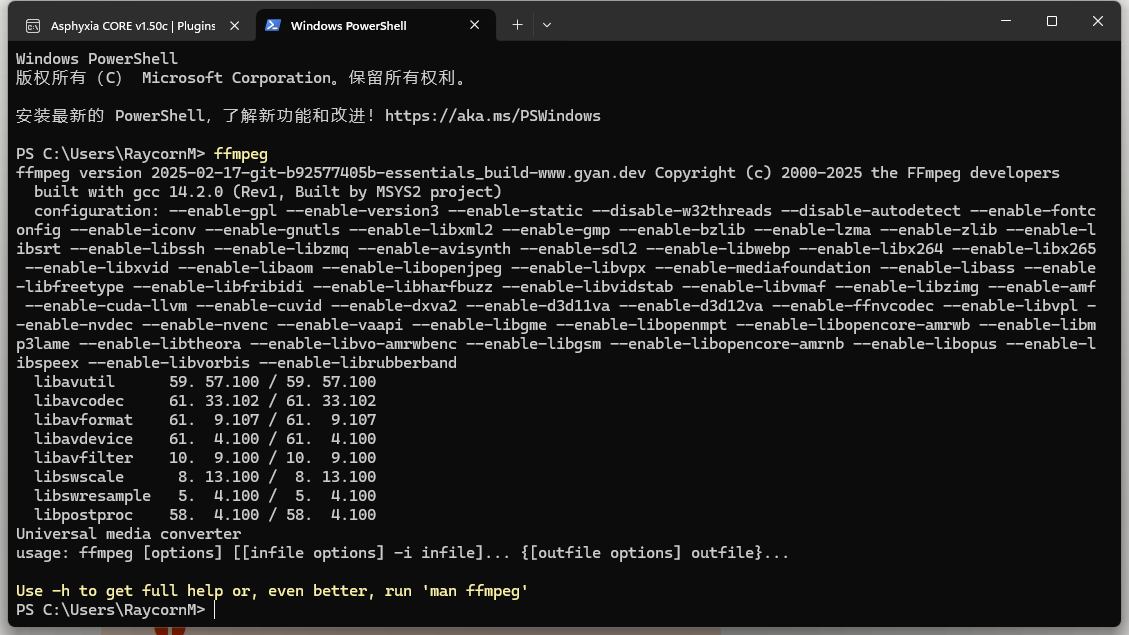 Asphyxia CORE v1.50c | Plugins
Windows PowerShell
Windows PowerShell
版权所有 (C) Microsoft Corporation。保留所有权利。
安装最新的 PowerShell,了解新功能和改进!https://aka.ms/PSWindows
PS C:\Users\RaycornM> ffmpeg
ffmpeg version 2025-02-17-git-b92577405b-essentials_build-www.gyan.dev Copyright (c) 2000-2025 the FFmpeg developers
  built with gcc 14.2.0 (Rev1, Built by MSYS2 project)
  configuration: --enable-gpl --enable-version3 --enable-static --disable-w32threads --disable-autodetect --enable-fontc
onfig --enable-iconv --enable-gnutls --enable-libxml2 --enable-gmp --enable-bzlib --enable-lzma --enable-zlib --enable-l
ibsrt --enable-libssh --enable-libzmq --enable-avisynth --enable-sdl2 --enable-libwebp --enable-libx264 --enable-libx265
 --enable-libxvid --enable-libaom --enable-libopenjpeg --enable-libvpx --enable-mediafoundation --enable-libass --enable
-libfreetype --enable-libfribidi --enable-libharfbuzz --enable-libvidstab --enable-libvmaf --enable-libzimg --enable-amf
 --enable-cuda-llvm --enable-cuvid --enable-dxva2 --enable-d3d11va --enable-d3d12va --enable-ffnvcodec --enable-libvpl -
-enable-nvdec --enable-nvenc --enable-vaapi --enable-libgme --enable-libopenmpt --enable-libopencore-amrwb --enable-libm
p3lame --enable-libtheora --enable-libvo-amrwbenc --enable-libgsm --enable-libopencore-amrnb --enable-libopus --enable-l
ibspeex --enable-libvorbis --enable-librubberband
  libavutil      59. 57.100 / 59. 57.100
  libavcodec     61. 33.102 / 61. 33.102
  libavformat    61.  9.107 / 61.  9.107
  libavdevice    61.  4.100 / 61.  4.100
  libavfilter    10.  9.100 / 10.  9.100
  libswscale      8. 13.100 /  8. 13.100
  libswresample   5.  4.100 /  5.  4.100
  libpostproc    58.  4.100 / 58.  4.100
Universal media converter
usage: ffmpeg [options] [[infile options] -i infile]... {[outfile options] outfile}...
Use -h to get full help or, even better, run 'man ffmpeg'
PS C:\Users\RaycornM>